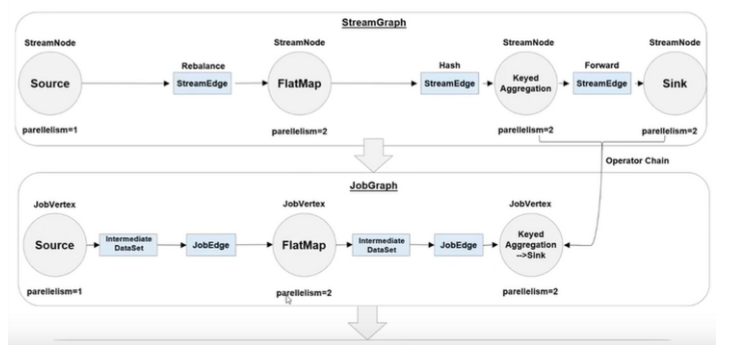 StreamGraph
StreamNode
StreamNode
StreamNode
StreamNode
Rebalance
Hash
Forward
Source
StreamEdge
FlatMap
StreamEdge
Keyed
Aggregation
StreamEdge
Sink
parellelism=1
parellelism=2
parellelism=2
parellelism=2
Operator Chain
JobGraph
JobVertex
JobVertex
JobVertex
Source
Intermediate
DataSet
JobEdge
FlatMap
Intermediate
DataSet
JobEdge
Keyed
Aggregation
-->Sink
parellelism=1
parellelism=2
parellelism=2